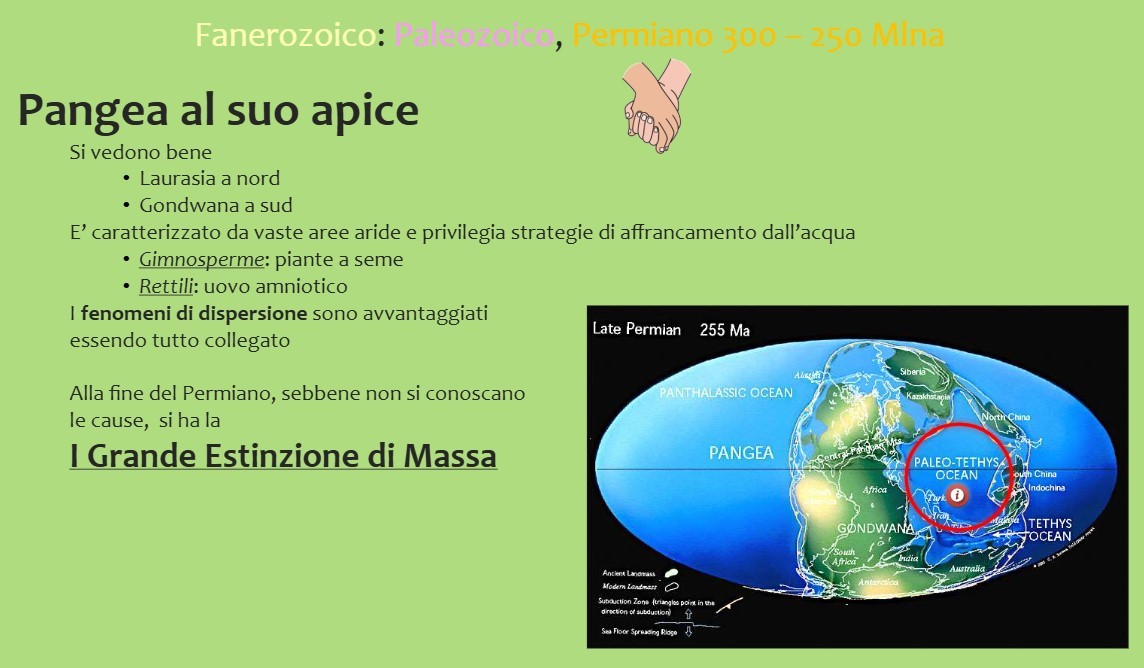 Fanerozoico: Paleozoico, Permiano 300 – 250 Mlna
Pangea al suo apice
Si vedono bene
• Laurasia a nord
• Gondwana a sud
E’ caratterizzato da vaste aree aride e privilegia strategie di affrancamento dall’acqua
• Gimnosperme: piante a seme
• Rettili: uovo amniotico
I fenomeni di dispersione sono avvantaggiati
essendo tutto collegato
Alla fine del Permiano, sebbene non si conoscano
le cause, si ha la
I Grande Estinzione di Massa
Late Permian 255 Ma
Alaska
Siberia
PANTHALASSIC OCEAN
Kazakhstania
North China
Central Pangean Mts.
PANGEA
PALEO-TETHYS
OCEAN
South China
Indochina
Africa
South
America
Turkey
Iran
Tibet
Malaya
GONDWANA
TETHYS
OCEAN
South
Africa
India
Australia
Antarctica
Ancient Landmass
Modern Landmass
Subduction Zone (triangles point in the
direction of subduction)
Sea Floor Spreading Ridge